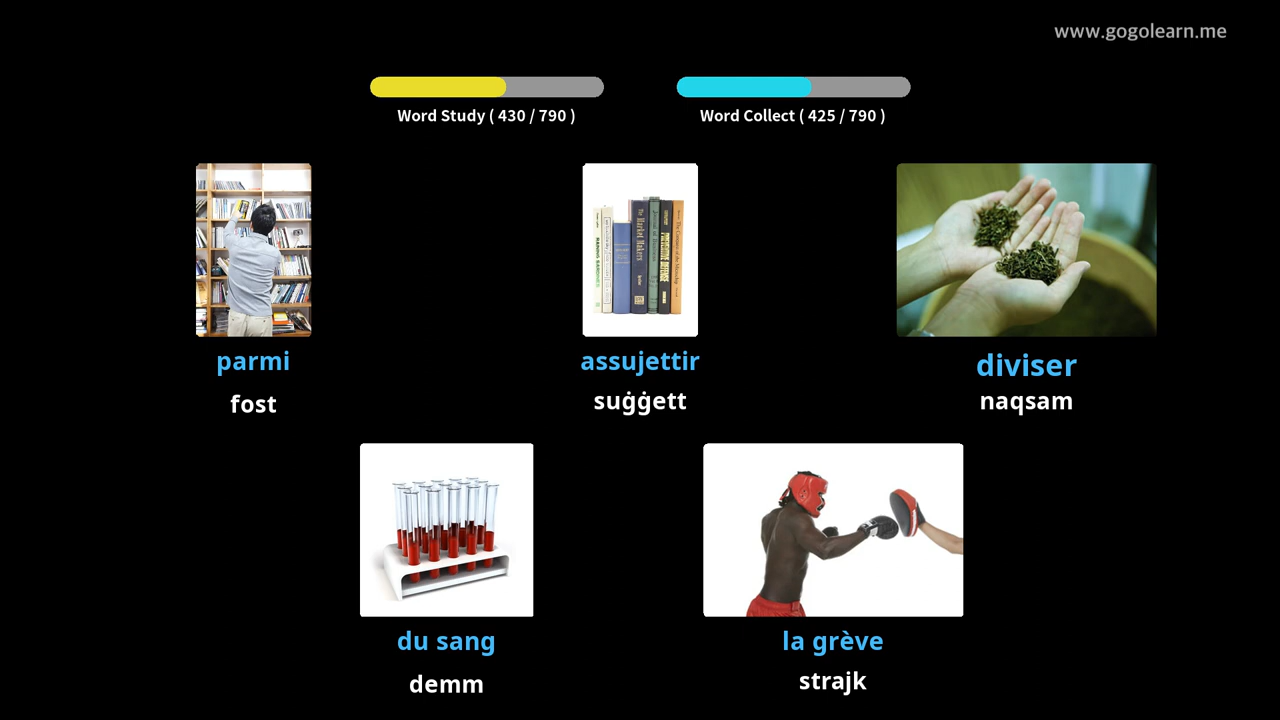 www.gogolearn.me
Word Study ( 430 / 790 )
Word Collect ( 425 / 790 )
parmi
fost
assujettir
suġġett
diviser
naqsam
du sang
demm
la grève
strajk